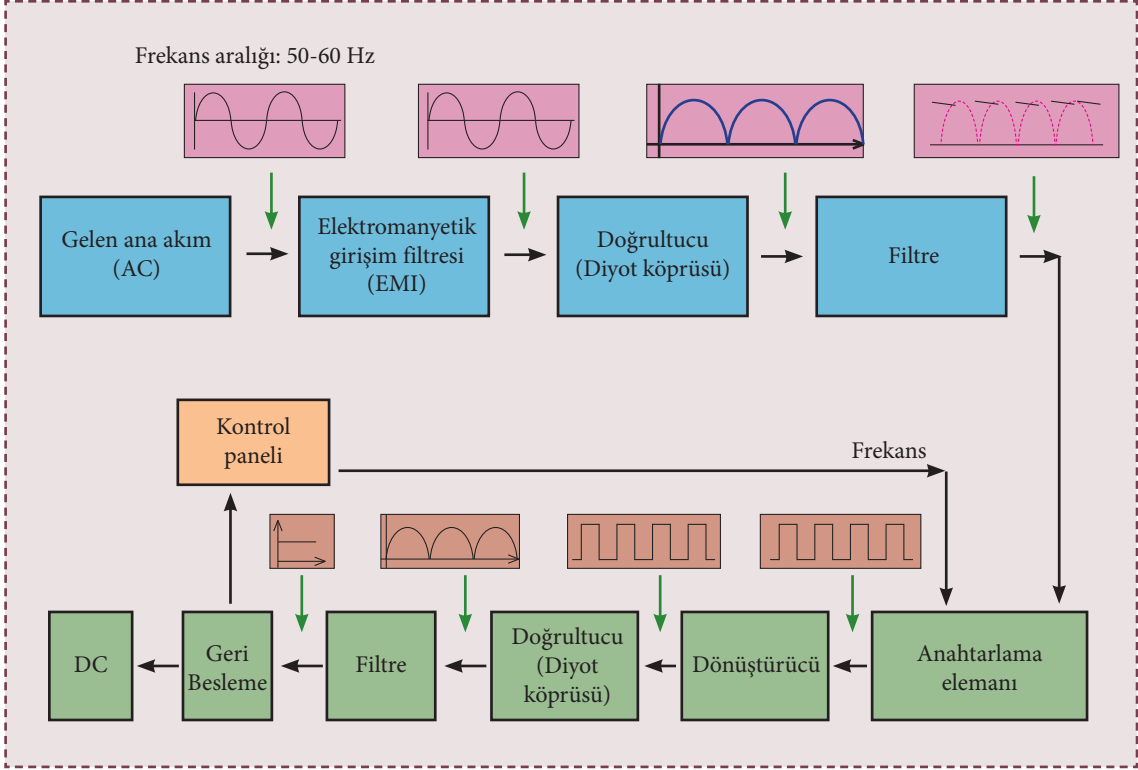 Frekans aralığı: 50-60 Hz
Gelen ana akım
(AC)
Elektromanyetik
girişim filtresi
(EMI)
Doğrultucu
(Diyot köprüsü)
Filtre
Kontrol
paneli
Frekans
DC
Geri
Besleme
Filtre
Doğrultucu
(Diyot
köprüsü)
Dönüştürücü
Anahtarlama
elemanı